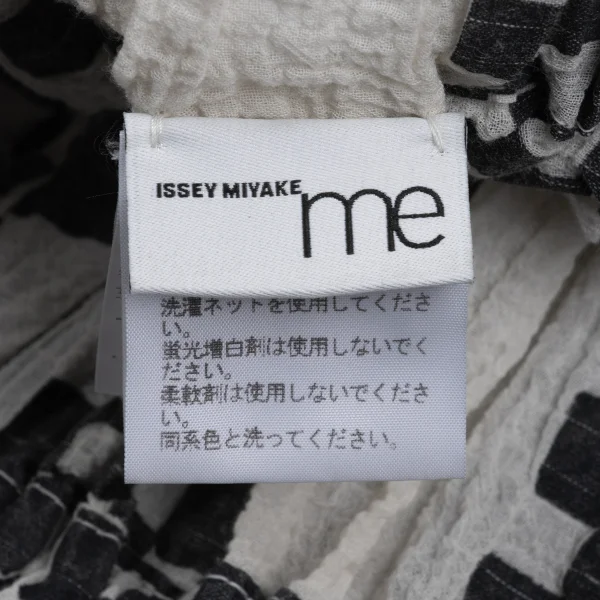 ISSEY MIYAKE me
洗濯ネットを使用してくださ
い。
蛍光増白剤は使用しないでく
ださい。
柔軟剤は使用しないでくださ
い。
同系色と洗ってください。